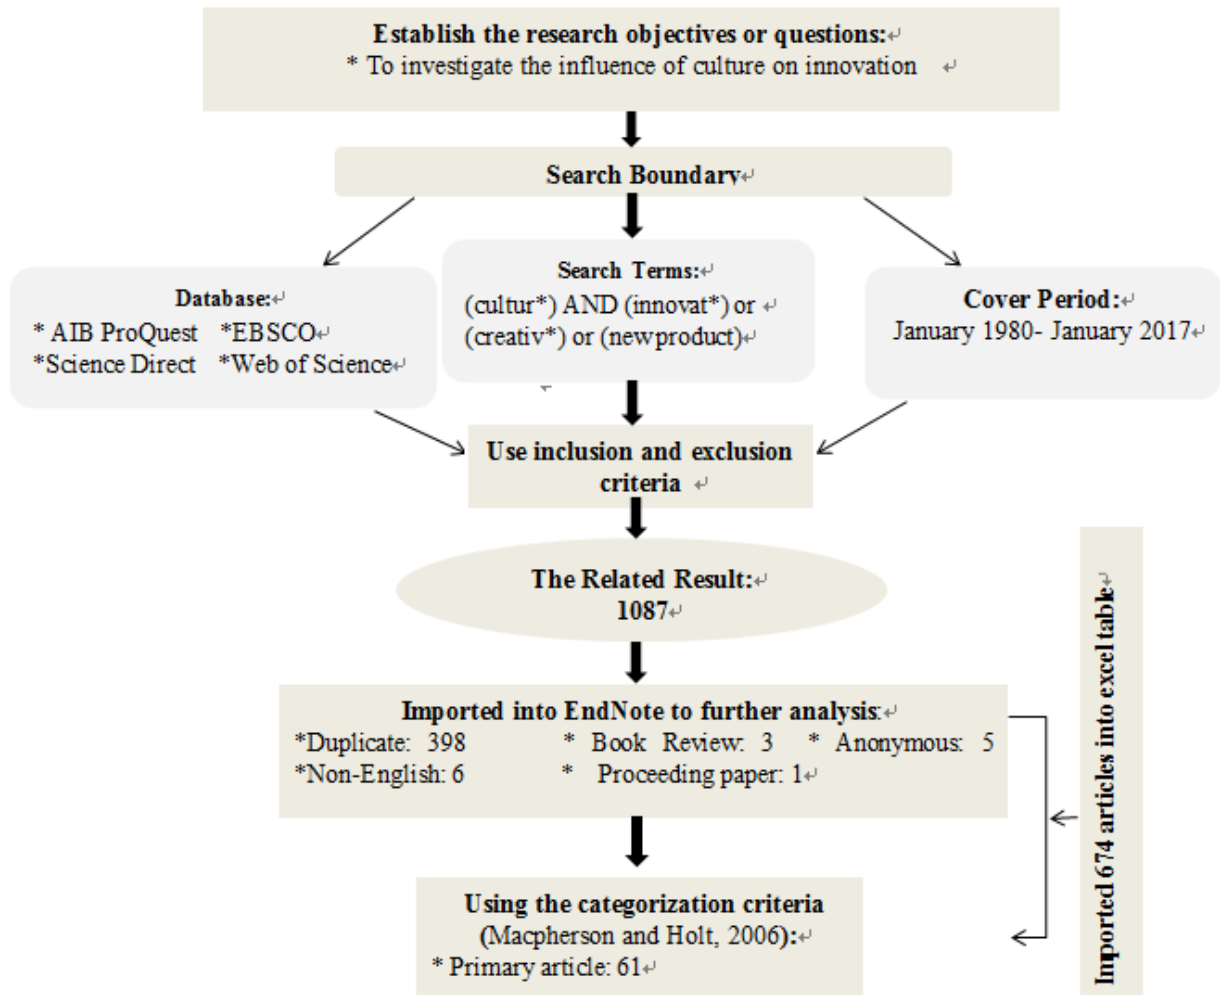 Establish the research objectives or questions:↵
* To investigate the influence of culture on innovation ↵
Search Boundary↵
Database:↵
* AIB ProQuest *EBSCO↵
*Science Direct *Web of Science↵
Search Terms:↵
(cultur*) AND (innovat*) or ↵
(creativ*) or (newproduct)↵
↵
Cover Period:↵
January 1980- January 2017↵
Use inclusion and exclusion
criteria ↵
The Related Result:↵
1087↵
Imported into EndNote to further analysis:↵
*Duplicate: 398 * Book Review: 3 * Anonymous: 5
*Non-English: 6 * Proceeding paper: 1↵
Imported 674 articles into excel table↵
Using the categorization criteria
(Macpherson and Holt, 2006):↵
* Primary article: 61↵